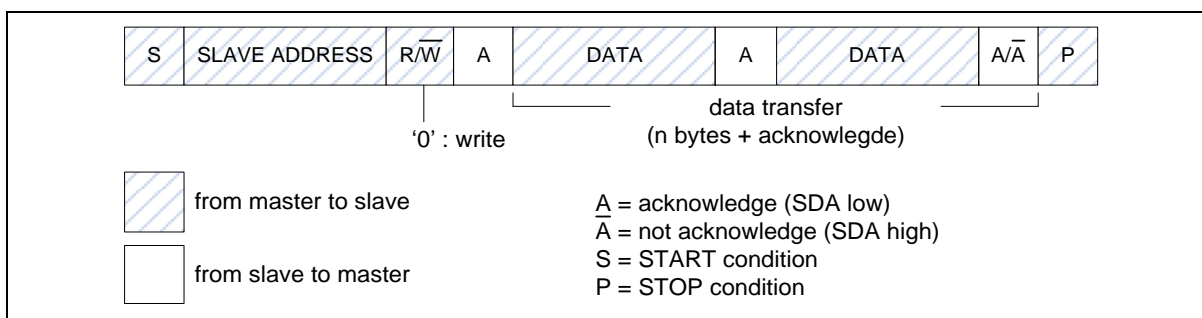 S SLAVE ADDRESS R/W̅ A DATA A DATA A/A̅ P
data transfer
(n bytes + acknowlegde)
‘0’ : write
from master to slave
from slave to master
A = acknowledge (SDA low)
A̅ = not acknowledge (SDA high)
S = START condition
P = STOP condition